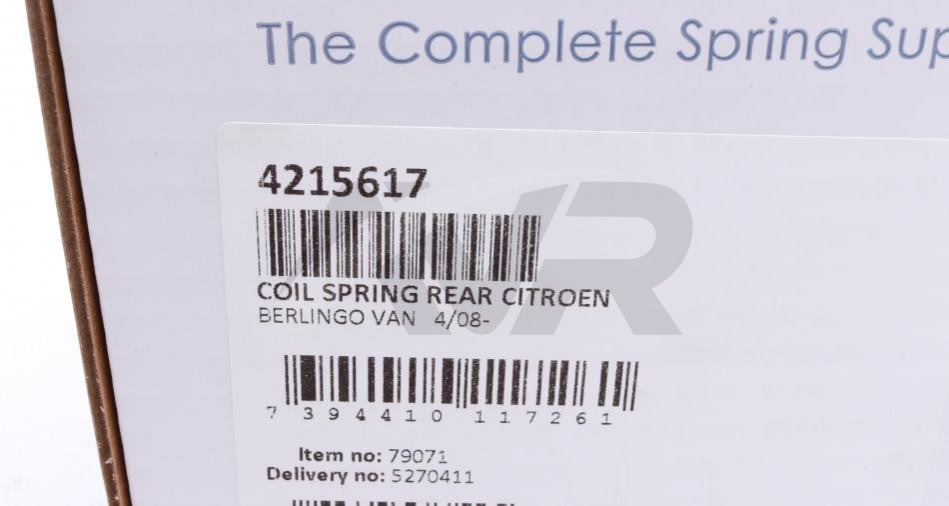 The Complete Spring Sup
4215617
AVR
COIL SPRING REAR CITROEN
BERLINGO VAN 4/08-
7 394410 117261
Item no: 79071
Delivery no: 5270411